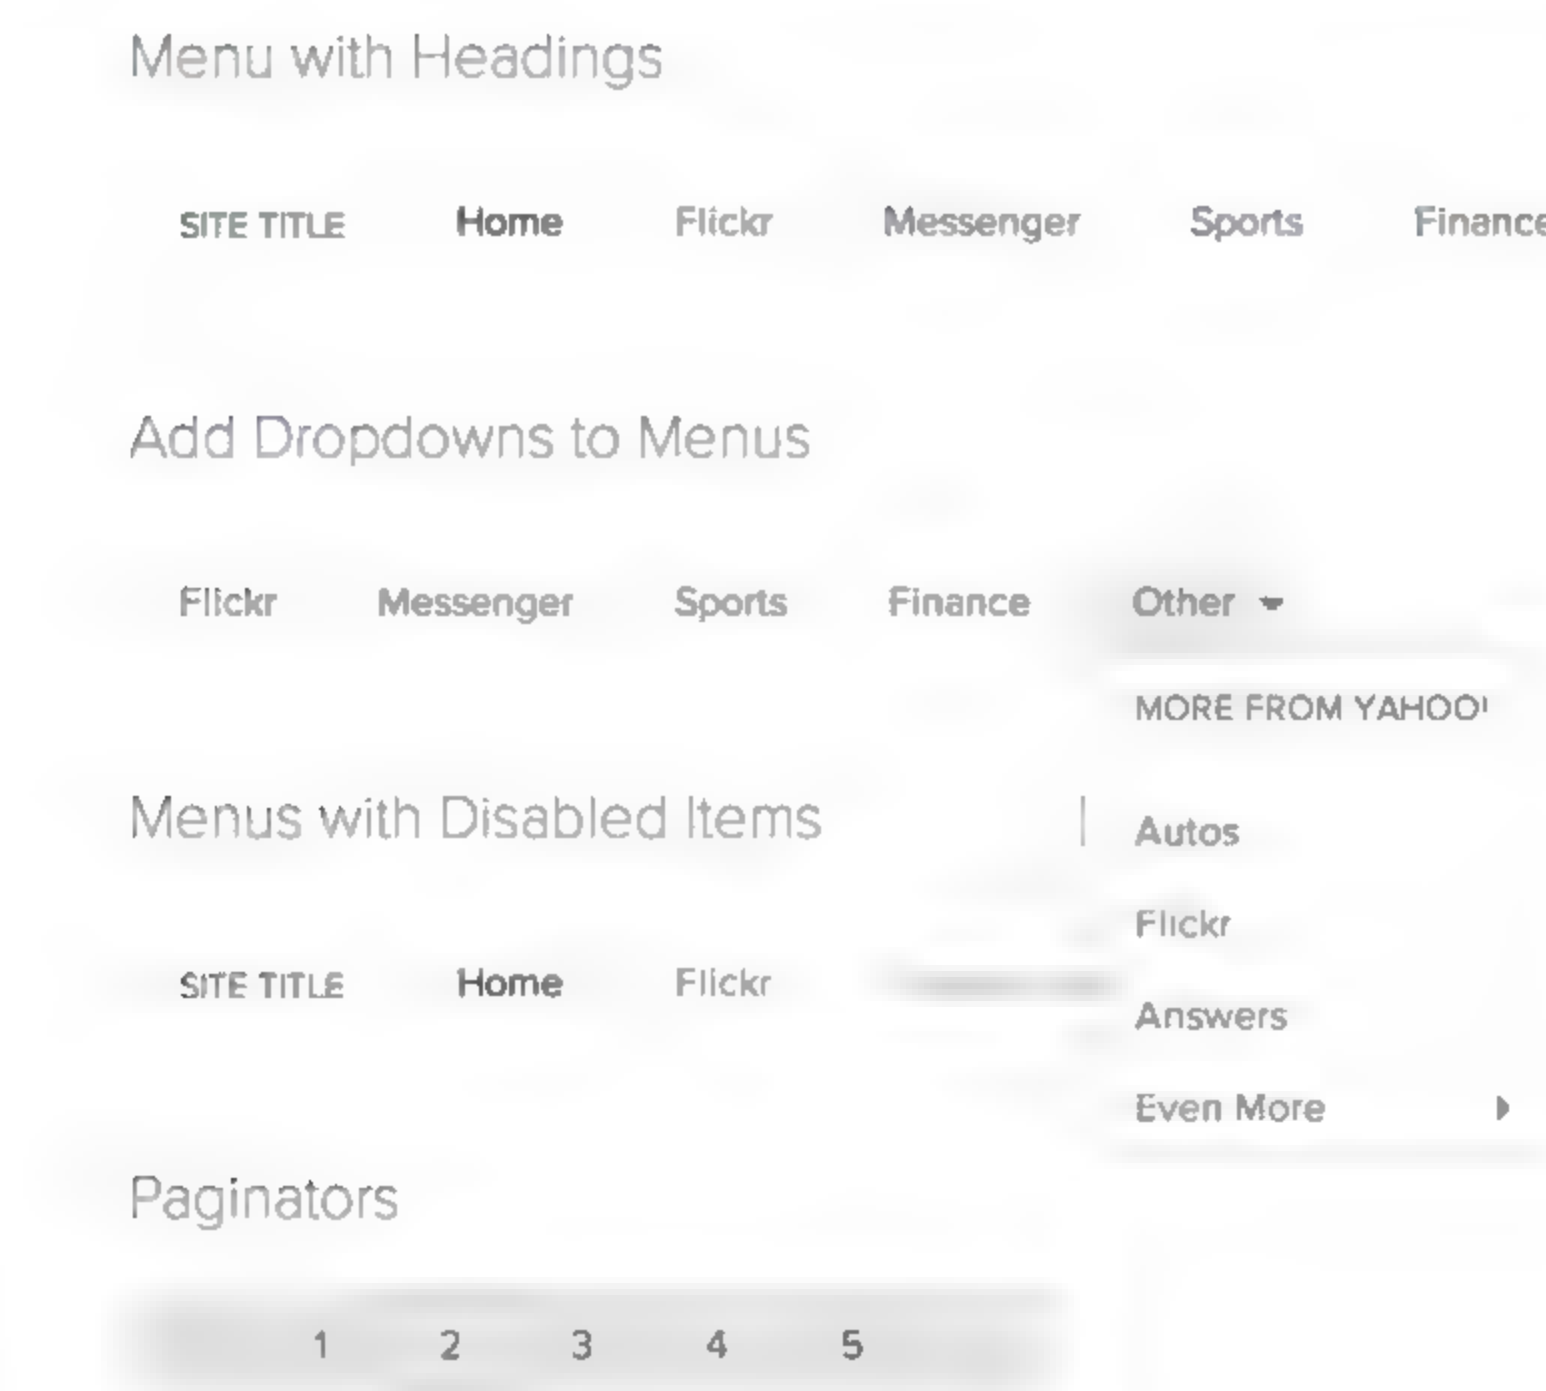 Menu with Headings
SITE TITLE Home Flickr Messenger Sports Finance
Add Dropdowns to Menus
Flickr Messenger Sports Finance Other
MORE FROM YAHOO!
Menus with Disabled Items
Autos
Flickr
SITE TITLE Home Flickr
Answers
Even More
Paginators
1 2 3 4 5